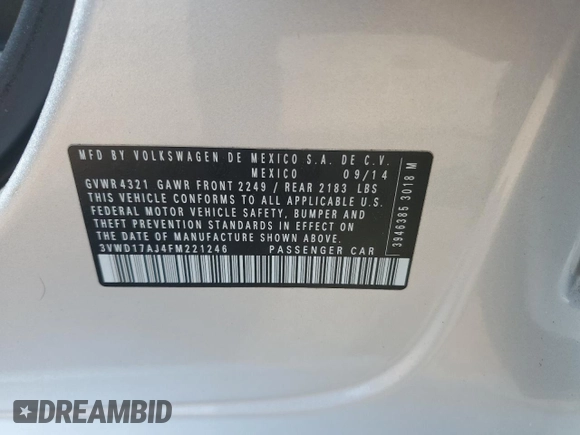 MFD BY VOLKSWAGEN DE MEXICO S.A. DE C.V.
MEXICO 09/14
GVWR 4321 GAWR FRONT 2249 / REAR 2183 LBS
THIS VEHICLE CONFORMS TO ALL APPLICABLE U.S.
FEDERAL MOTOR VEHICLE SAFETY, BUMPER AND
THEFT PREVENTION STANDARDS IN EFFECT ON
THE DATE OF MANUFACTURE SHOWN ABOVE.
3VWD17AJ4FM221246 PASSENGER CAR
3946385 3018 M
DREAMBID